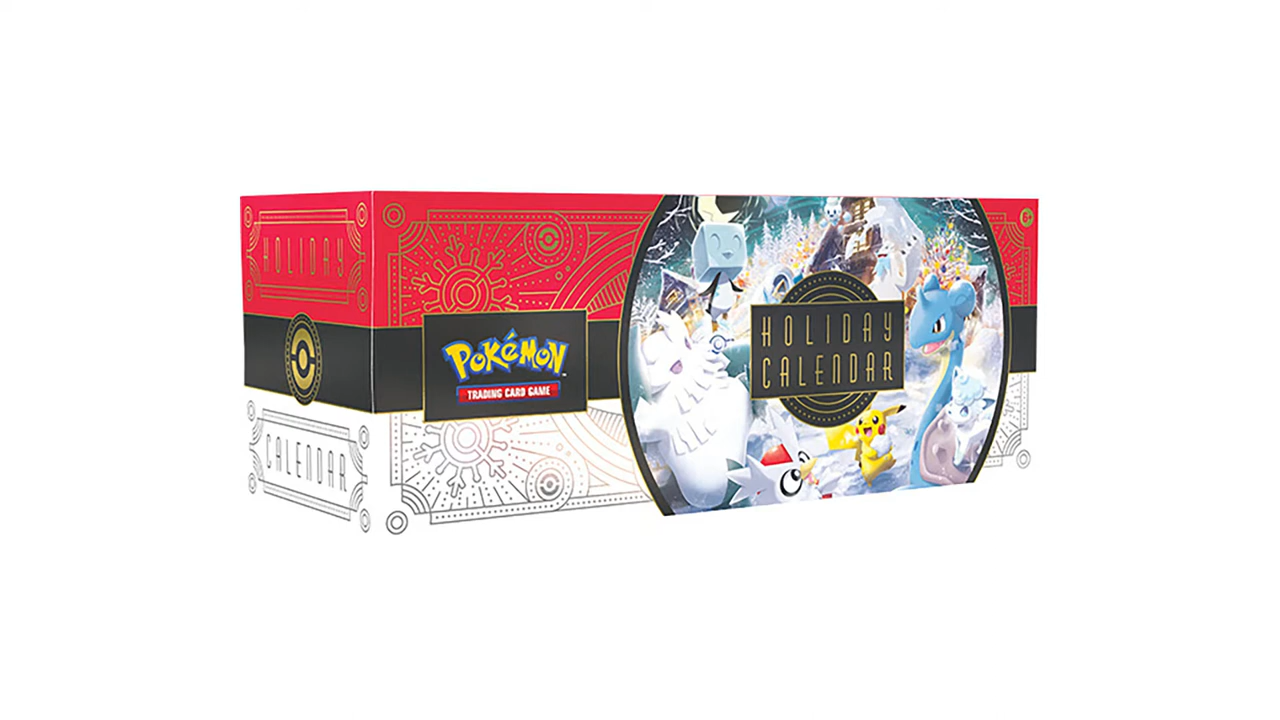 HOLIDAY
CALENDAR
POKéMON
TRADING CARD GAME
HOLIDAY
CALENDAR
6+